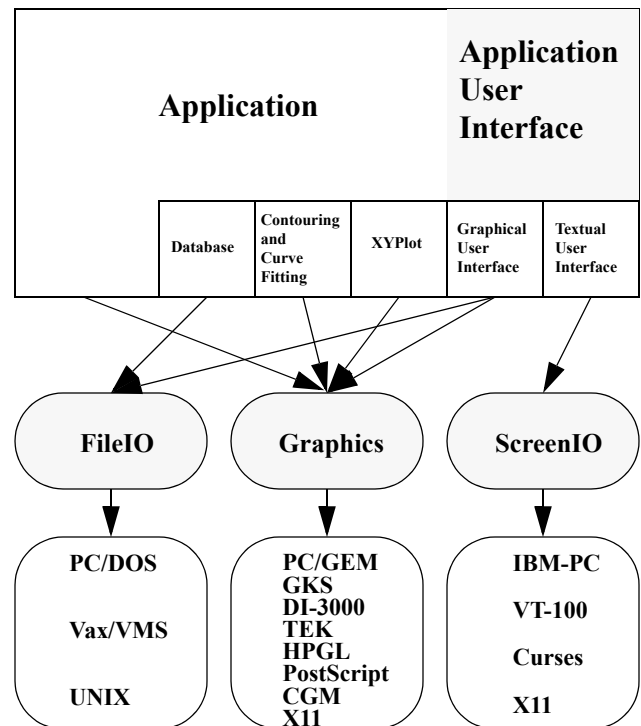 Application
Application
User
Interface
Database
Contouring
and
Curve
Fitting
XYPlot
Graphical
User
Interface
Textual
User
Interface
FileIO
Graphics
ScreenIO
PC/DOS
Vax/VMS
UNIX
PC/GEM
GKS
DI-3000
TEK
HPGL
PostScript
CGM
X11
IBM-PC
VT-100
Curses
X11